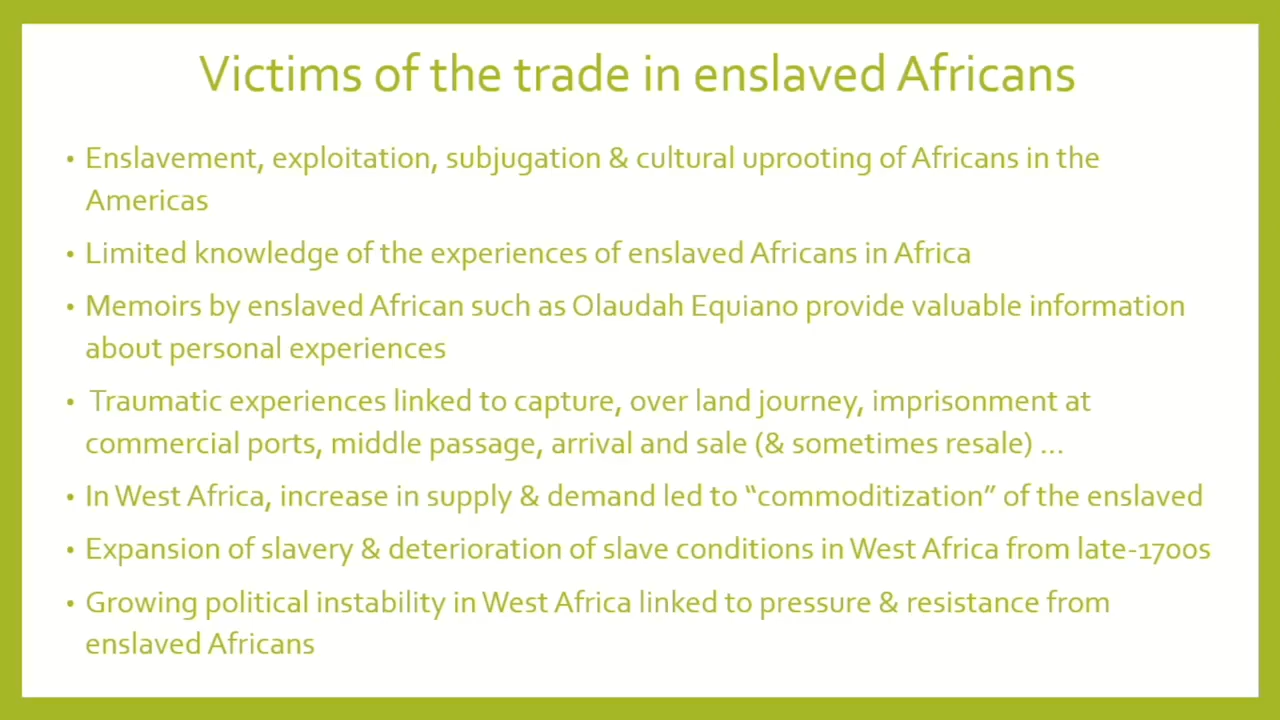 Victims of the trade in enslaved Africans
• Enslavement, exploitation, subjugation & cultural uprooting of Africans in the
Americas
• Limited knowledge of the experiences of enslaved Africans in Africa
• Memoirs by enslaved African such as Olaudah Equiano provide valuable information
about personal experiences
• Traumatic experiences linked to capture, over land journey, imprisonment at
commercial ports, middle passage, arrival and sale (& sometimes resale) ...
• In West Africa, increase in supply & demand led to “commoditization” of the enslaved
• Expansion of slavery & deterioration of slave conditions in West Africa from late-1700s
• Growing political instability in West Africa linked to pressure & resistance from
enslaved Africans